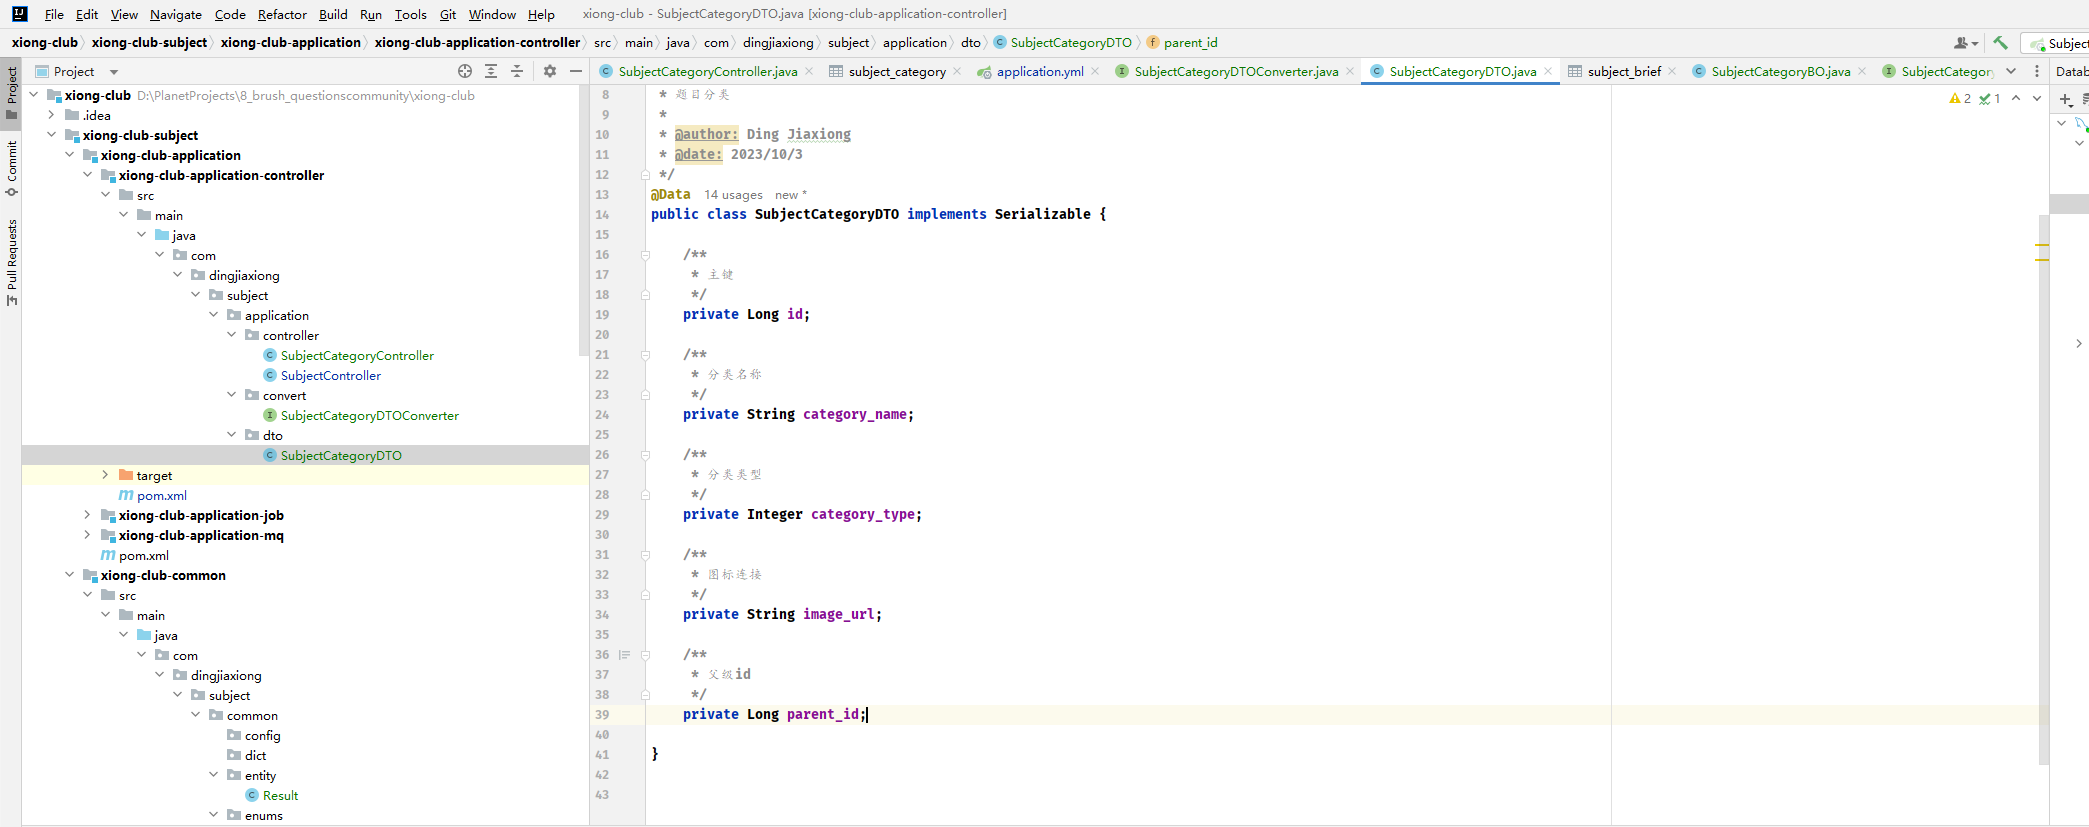 File Edit View Navigate Code Refactor Build Run Tools Git Window Help xiong-club - SubjectCategoryDTO.java [xiong-club-application-controller]
xiong-club xiong-club-subject xiong-club-application xiong-club-application-controller src main java com dingjiaxiong subject application dto SubjectCategoryDTO parent_id Subject
Project
SubjectCategoryController.java subject_category application.yml SubjectCategoryDTOConverter.java SubjectCategoryDTO.java subject_brief SubjectCategoryBO.java SubjectCategory Datab
Project
Commit
Pull Requests
xiong-club D:\PlanetProjects\8_brush_questionscommunity\xiong-club
.idea
xiong-club-subject
xiong-club-application
xiong-club-application-controller
src
main
java
com
dingjiaxiong
subject
application
controller
SubjectCategoryController
SubjectController
convert
SubjectCategoryDTOConverter
dto
SubjectCategoryDTO
target
pom.xml
xiong-club-application-job
xiong-club-application-mq
pom.xml
xiong-club-common
src
main
java
com
dingjiaxiong
subject
common
config
dict
entity
Result
enums
2 1
8 * 题目分类
9 *
10 * @author: Ding Jiaxiong
11 * @date: 2023/10/3
12 */
13 @Data 14 usages new *
14 public class SubjectCategoryDTO implements Serializable {
15
16 /**
17 * 主键
18 */
19 private Long id;
20
21 /**
22 * 分类名称
23 */
24 private String category_name;
25
26 /**
27 * 分类类型
28 */
29 private Integer category_type;
30
31 /**
32 * 图标连接
33 */
34 private String image_url;
35
36 /**
37 * 父级id
38 */
39 private Long parent_id;
40
41 }
42
43